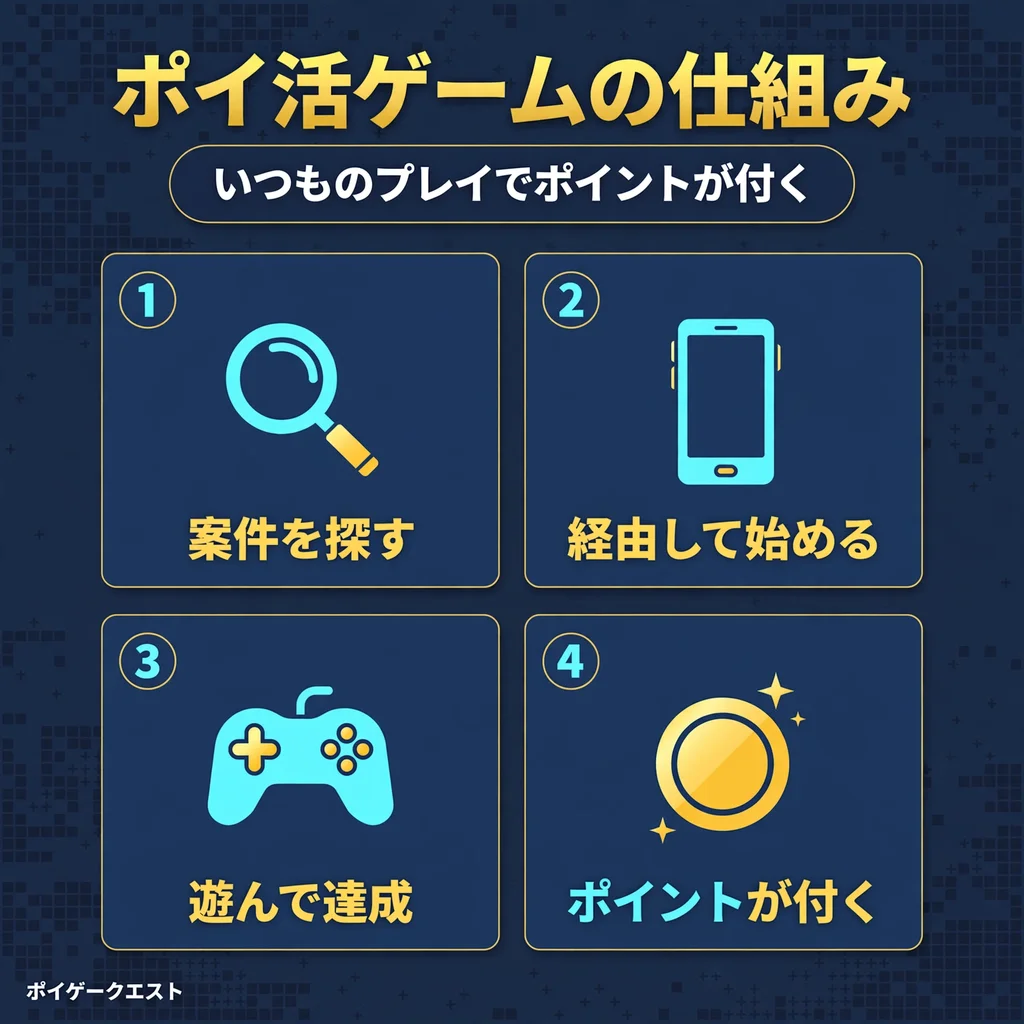 ポイ活ゲームの仕組み
いつものプレイでポイントが付く
1
案件を探す
2
経由して始める
3
遊んで達成
4
ポイントが付く
ポイゲークエスト